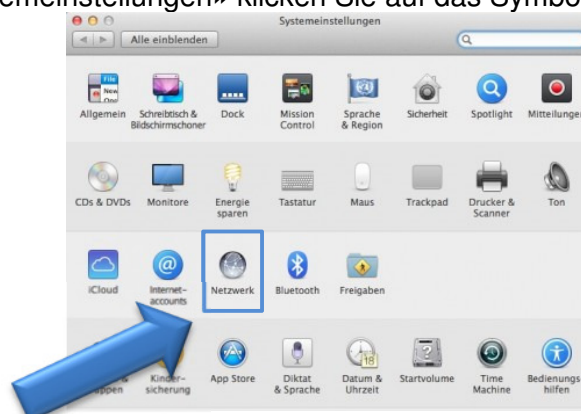 emeinstellungen» klicken Sie auf das Symbo
Systemeinstellungen
Alle einblenden
Allgemein Schreibtisch & Bildschirmschoner Dock Mission Control Sprache & Region Sicherheit Spotlight Mitteilungen
CDs & DVDs Monitore Energie sparen Tastatur Maus Trackpad Drucker & Scanner Ton
iCloud Internet-accounts Netzwerk Bluetooth Freigaben
Kinder-sicherung App Store Diktat & Sprache Datum & Uhrzeit Startvolume Time Machine Bedienungs-hilfen